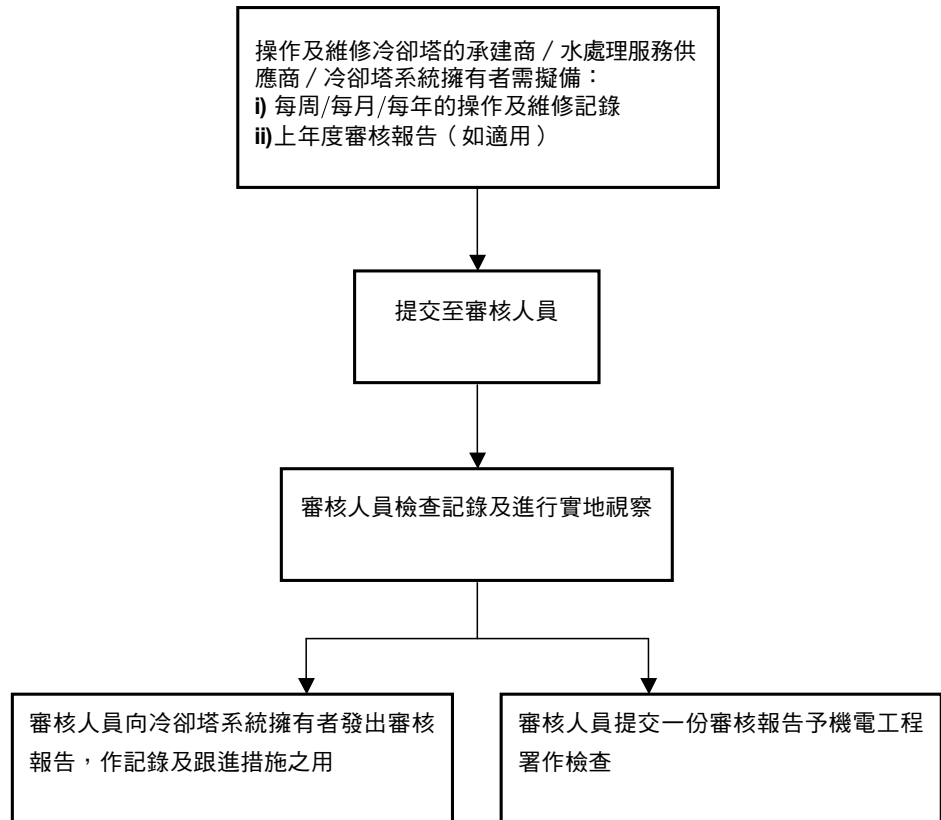 操作及維修冷卻塔的承建商／水處理服務供
應商／冷卻塔系統擁有者需擬備：
i) 每周/每月/每年的操作及維修記錄
ii)上年度審核報告（如適用）
提交至審核人員
審核人員檢查記錄及進行實地視察
審核人員向冷卻塔系統擁有者發出審核
報告，作記錄及跟進措施之用
審核人員提交一份審核報告予機電工程
署作檢查